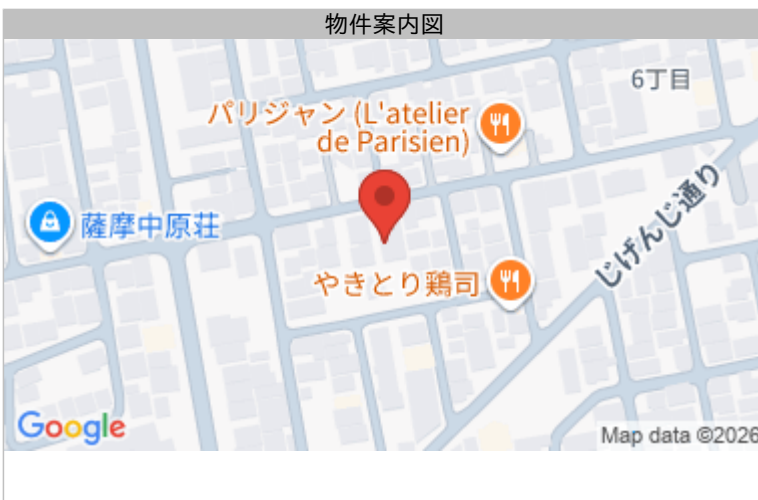 物件案内図
6丁目
パリジャン (L'atelier
de Parisien)
じげんじ通り
薩摩中原荘
やきとり鶏司
Google
Map data ©2026